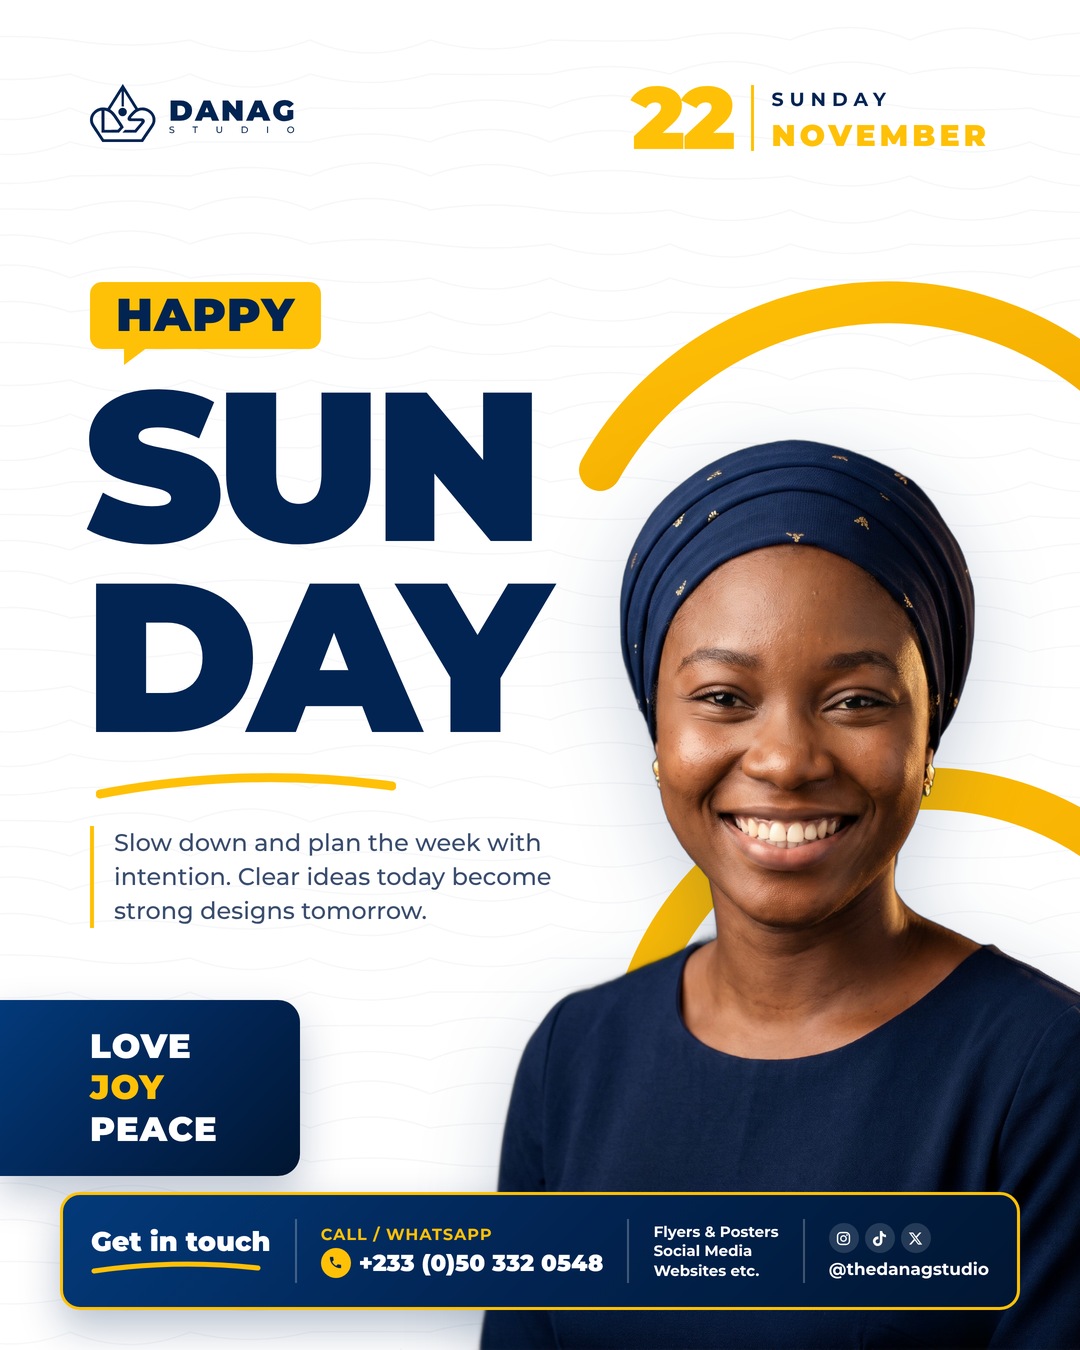 DANAG
STUDIO
22
SUNDAY
NOVEMBER
HAPPY
SUN
DAY
Slow down and plan the week with
intention. Clear ideas today become
strong designs tomorrow.
LOVE
JOY
PEACE
Get in touch
CALL / WHATSAPP
+233 (0)50 332 0548
Flyers & Posters
Social Media
Websites etc.
@thedanagstudio